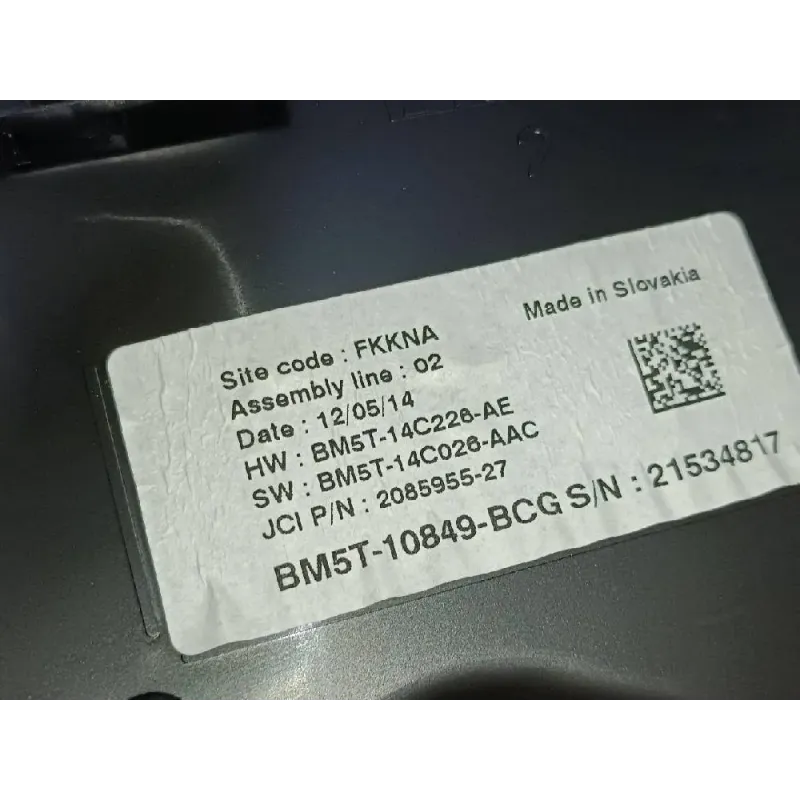 Made in Slovakia
Site code : FKKNA
Assembly line : 02
Date : 12/05/14
HW : BM5T-14C226-AE
SW : BM5T-14C026-AAC
JCI P/N : 2085955-27
BM5T-10849-BCG S/N : 21534817